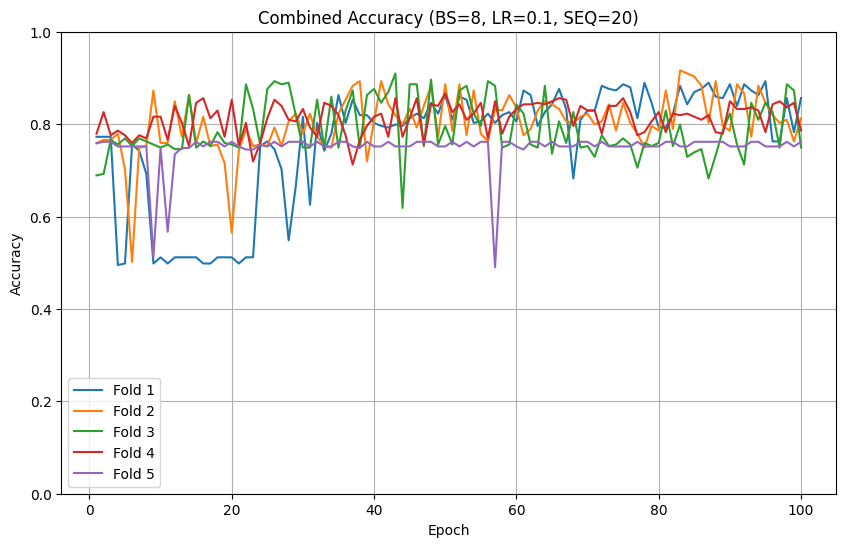 Combined Accuracy (BS=8, LR=0.1, SEQ=20)
1.0
0.8
0.6
0.4
0.2
0.0
Accuracy
Fold 1
Fold 2
Fold 3
Fold 4
Fold 5
0 20 40 60 80 100
Epoch